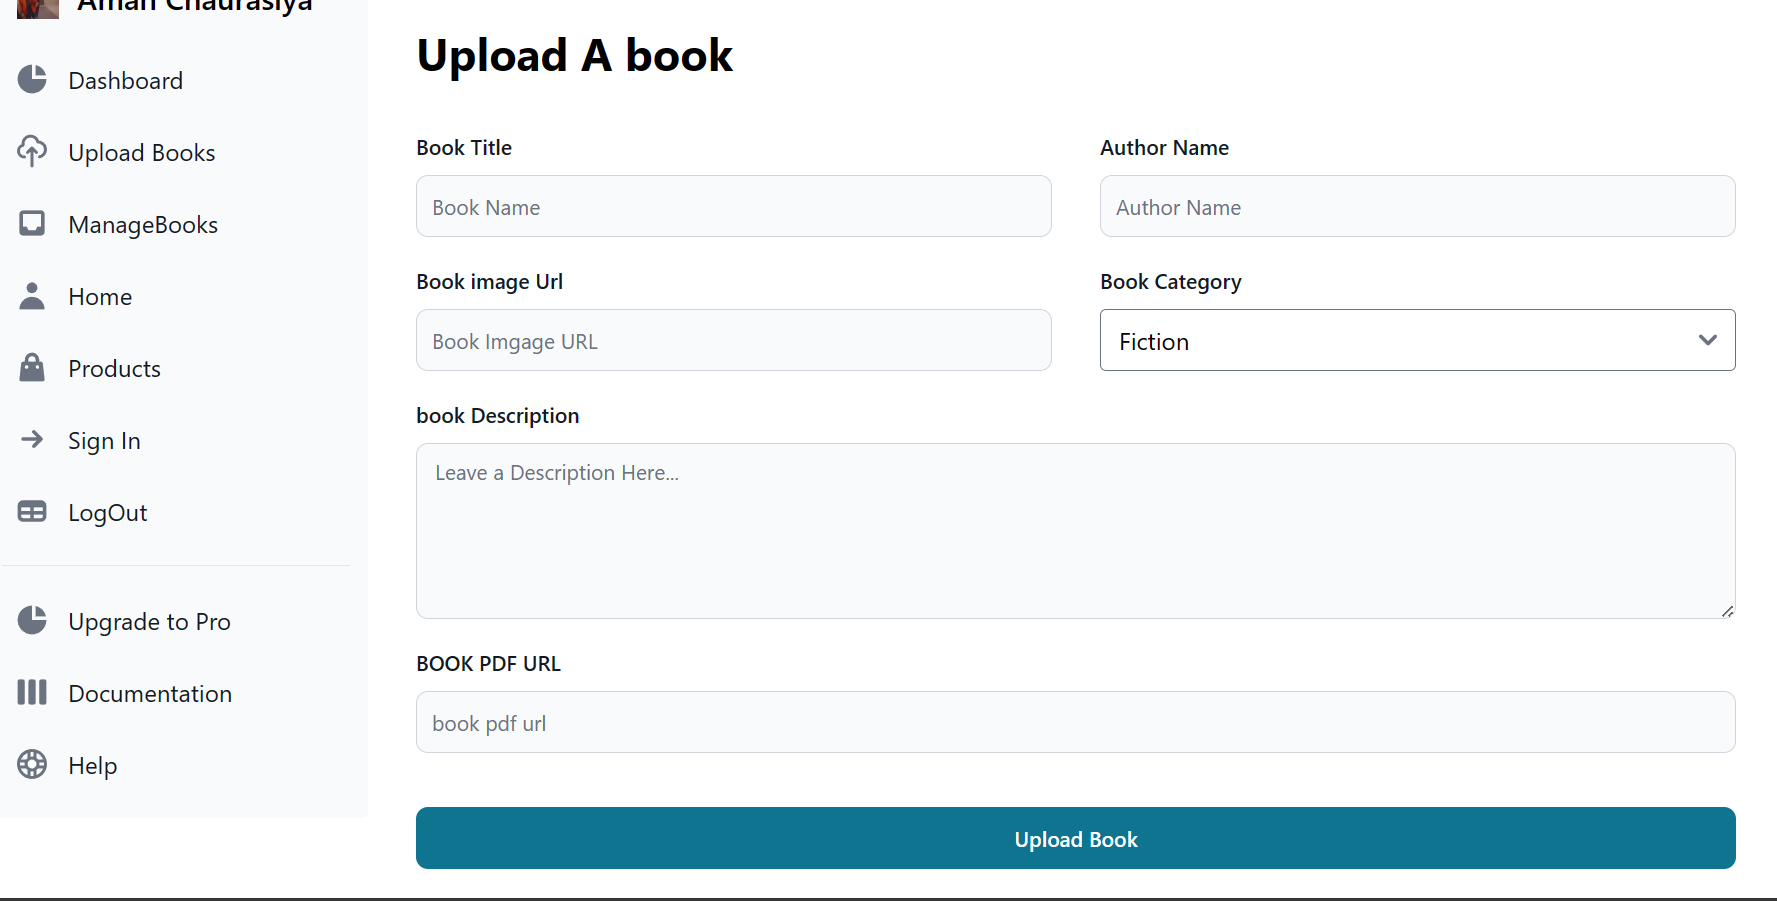 Aman Chaurasiya
Dashboard
Upload Books
ManageBooks
Home
Products
Sign In
LogOut
Upgrade to Pro
Documentation
Help
Upload A book
Book Title
Author Name
Book Name
Author Name
Book image Url
Book Category
Book Imgage URL
Fiction
book Description
Leave a Description Here...
BOOK PDF URL
book pdf url
Upload Book